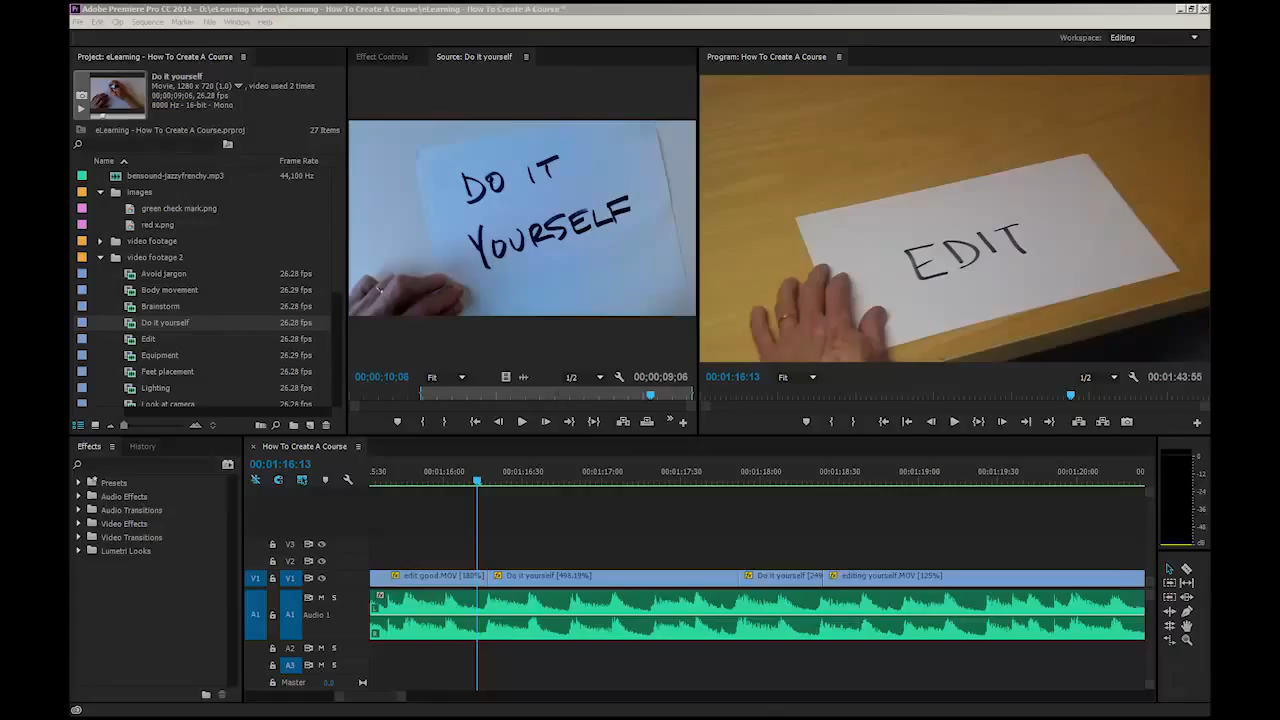 Adobe Premiere Pro CC 2014 - D:\eLearning videos\eLearning - How To Create A Course\eLearning - How To Create A Course *
File Edit Clip Sequence Marker Title Window Help
Workspace: Editing
Project: eLearning - How To Create A Course
Do it yourself
Movie, 1280 x 720 (1.0) , video used 2 times
00;00;09;06, 26.28 fps
8000 Hz - 16-bit - Mono
eLearning - How To Create A Course.prproj 27 Items
Name Frame Rate
bensound-jazzyfrenchy.mp3 44,100 Hz
images
green check mark.png
red x.png
video footage
video footage 2
Avoid jargon 26.28 fps
Body movement 26.29 fps
Brainstorm 26.28 fps
Do it yourself 26.28 fps
Edit 26.28 fps
Equipment 26.29 fps
Feet placement 26.28 fps
Lighting 26.28 fps
Look at camera 26.28 fps
Effect Controls Source: Do it yourself
DO IT
YOURSELF
00;00;10;06 Fit 1/2 00;00;09;06
Program: How To Create A Course
EDIT
00:01:16:13 Fit 1/2 00:01:43:55
Effects History
Presets
Audio Effects
Audio Transitions
Video Effects
Video Transitions
Lumetri Looks
How To Create A Course
00:01:16:13
5:30 00:01:16:00 00:01:16:30 00:01:17:00 00:01:17:30 00:01:18:00 00:01:18:30 00:01:19:00 00:01:19:30 00:01:20:00 00
V3
V2
V1 V1 edit good.MOV [180%] Do it yourself [498.19%] Do it yourself [249 editing yourself.MOV [125%]
M S
A1 A1 Audio 1
L
R
A2 M S
A3 M S
Master 0.0
0
-12
-24
-36
-48
dB